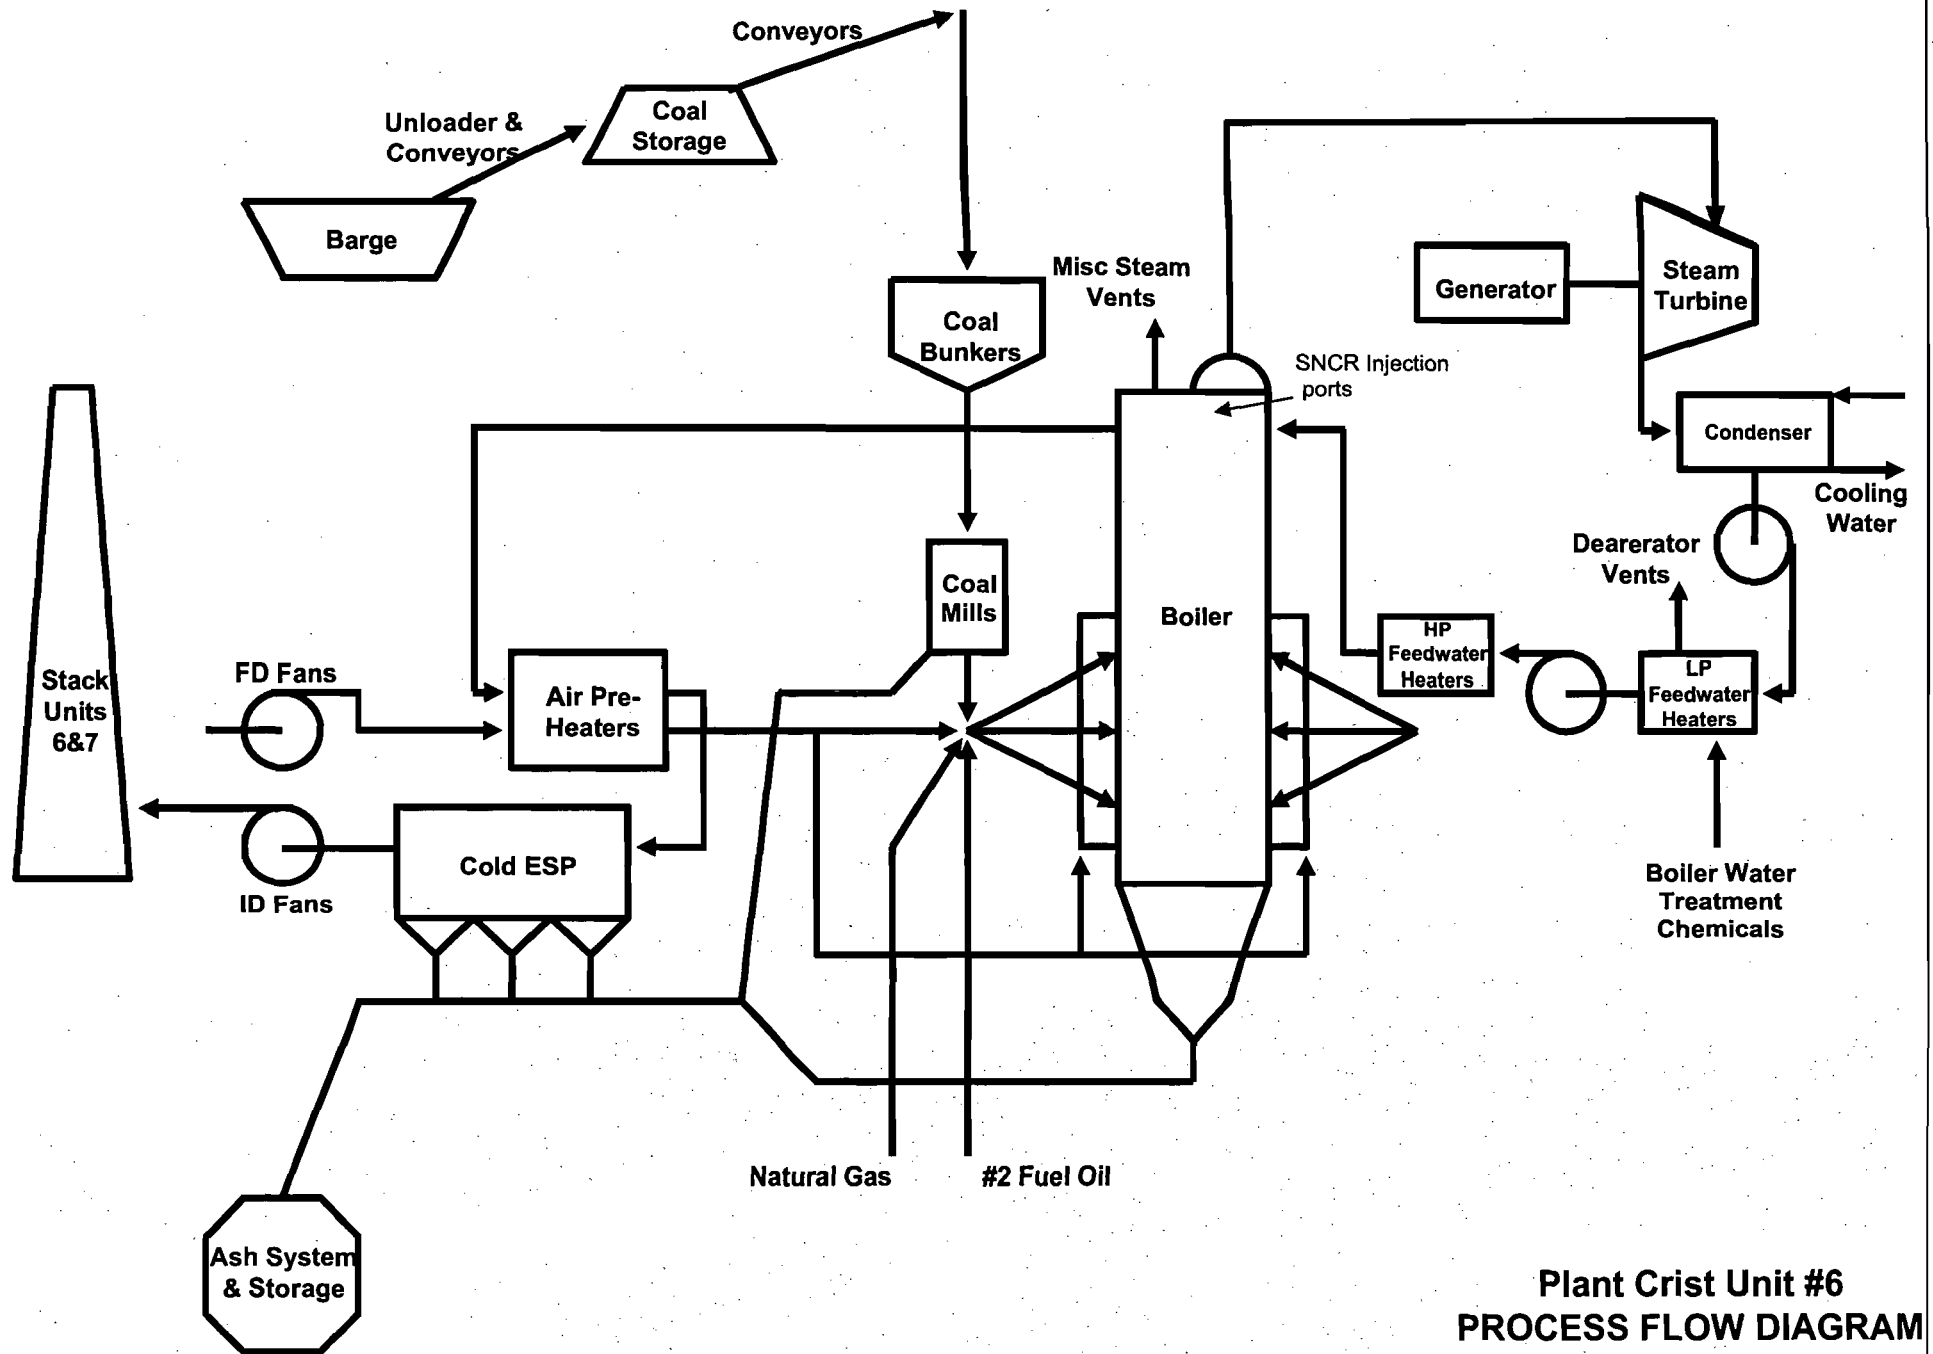 Conveyors
Unloader &
Conveyors
Coal
Storage
Barge
Misc Steam
Vents
Coal
Bunkers
Generator
Steam
Turbine
SNCR Injection
ports
Condenser
Cooling
Water
Dearerator
Vents
Coal
Mills
Boiler
HP
Feedwater
Heaters
LP
Feedwater
Heaters
Stack
Units
6&7
FD Fans
Air Pre-
Heaters
Cold ESP
ID Fans
Boiler Water
Treatment
Chemicals
Natural Gas
#2 Fuel Oil
Ash System
& Storage
Plant Crist Unit #6
PROCESS FLOW DIAGRAM